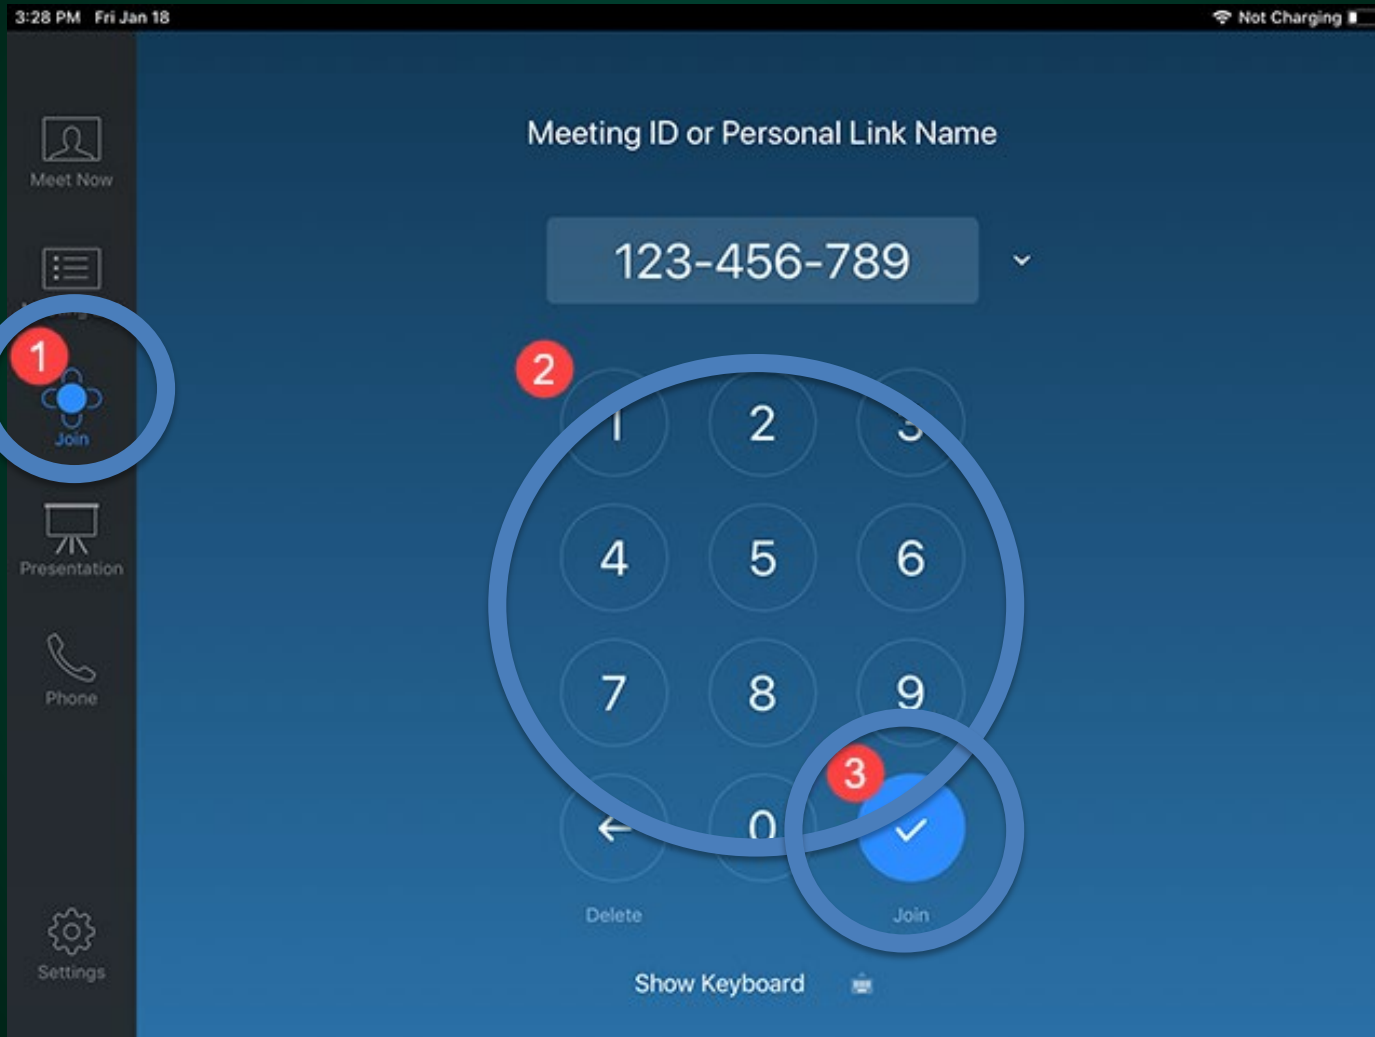 3:28 PM Fri Jan 18
Not Charging
Meeting ID or Personal Link Name
Meet Now
123-456-789
1
Join
2
1 2 3
4 5 6
Presentation
7 8 9
Phone
3
0
Delete
Join
Settings
Show Keyboard